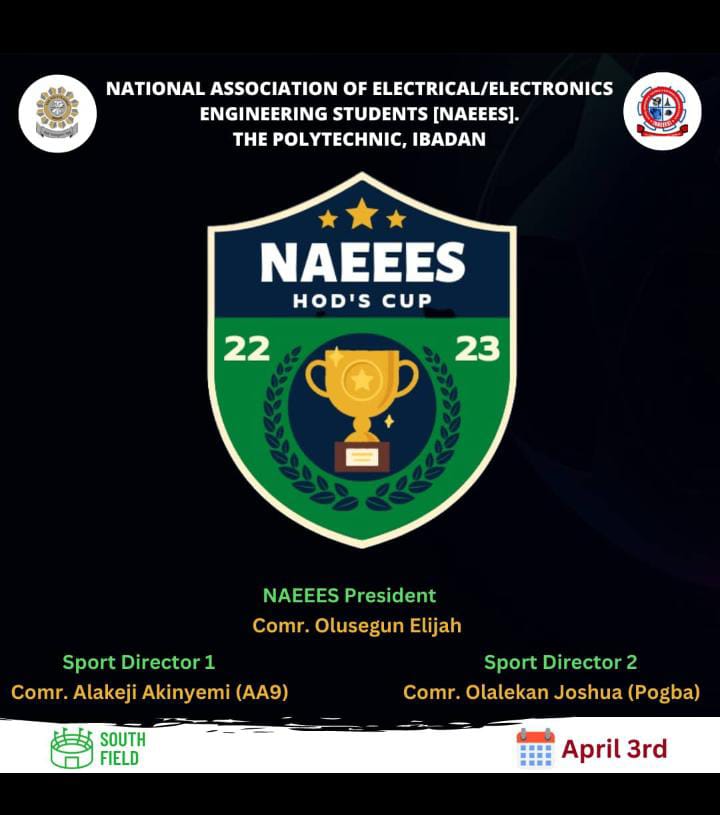 NATIONAL ASSOCIATION OF ELECTRICAL/ELECTRONICS
ENGINEERING STUDENTS [NAEEES].
THE POLYTECHNIC, IBADAN
NAEEES
HOD'S CUP
22 23
NAEEES President
Comr. Olusegun Elijah
Sport Director 1
Comr. Alakeji Akinyemi (AA9)
Sport Director 2
Comr. Olalekan Joshua (Pogba)
SOUTH
FIELD
April 3rd